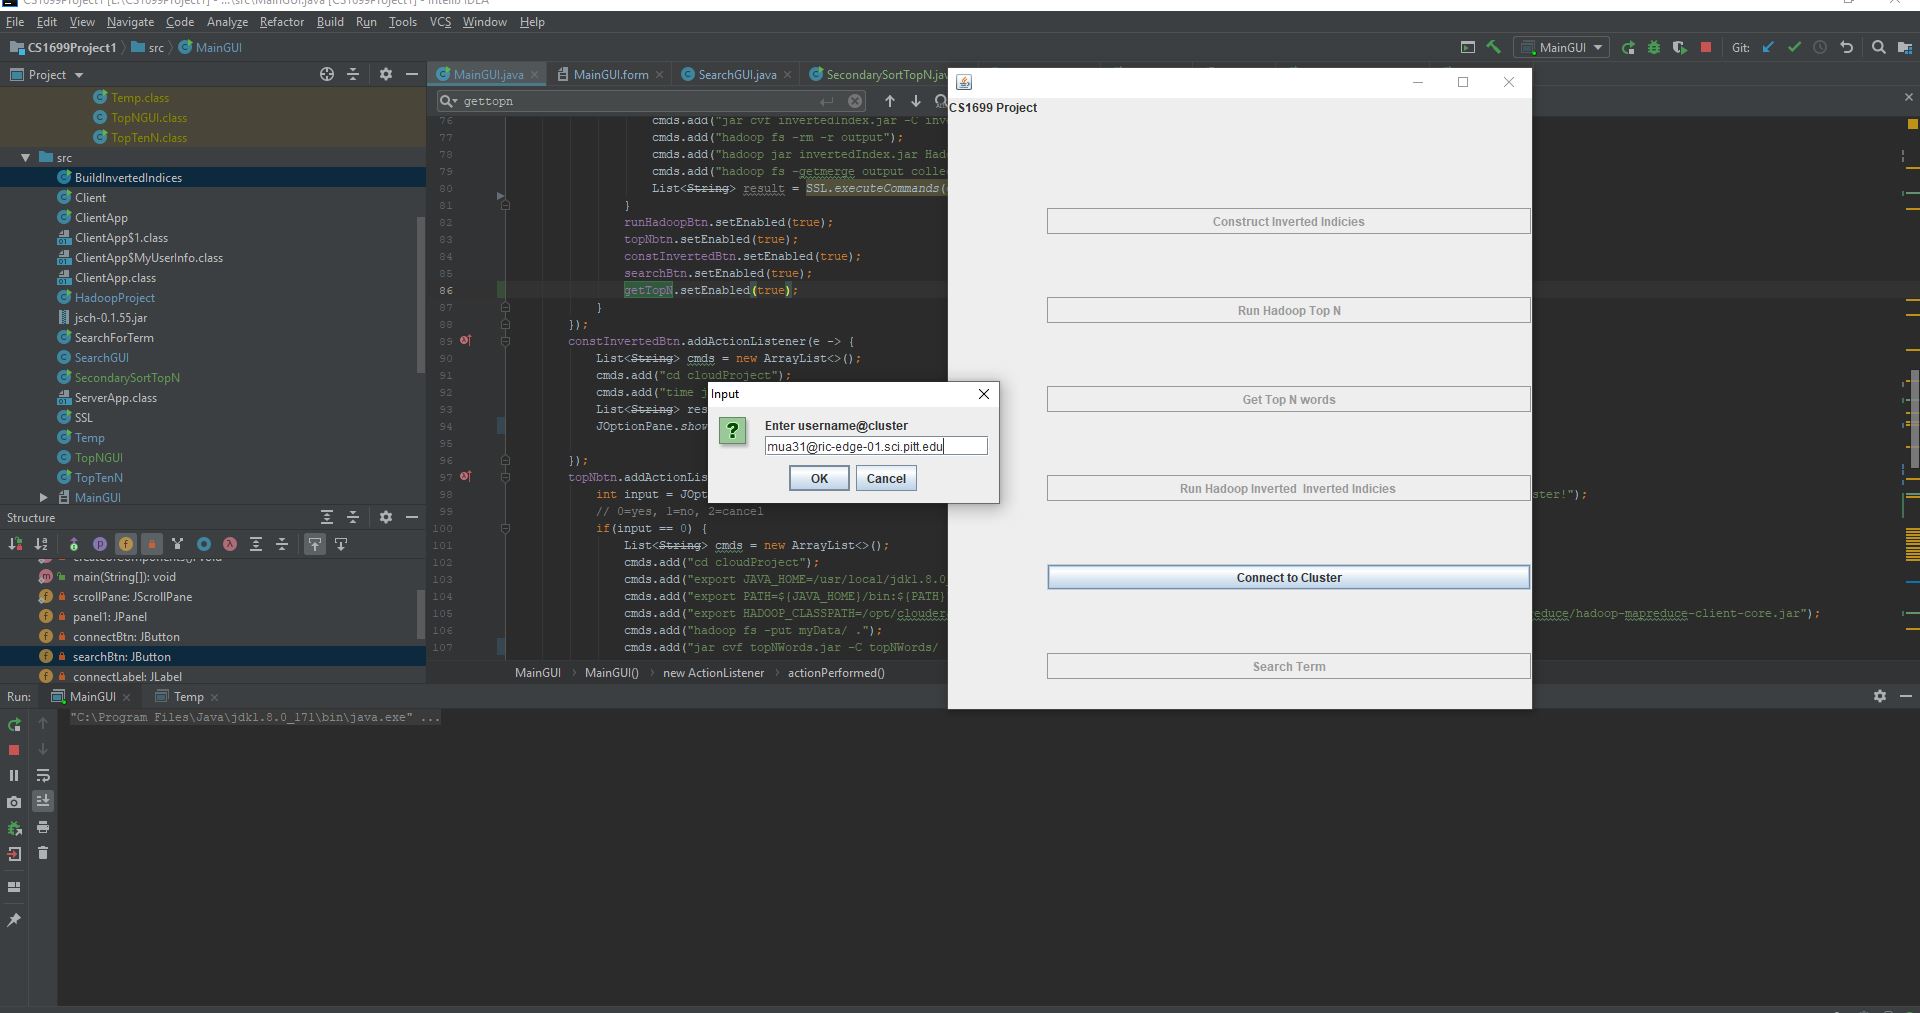 CS1699Project1 [E:\CS1699Project1] - ...\src\MainGUI.java [CS1699Project1] - IntelliJ IDEA
File Edit View Navigate Code Analyze Refactor Build Run Tools VCS Window Help
CS1699Project1 src MainGUI
MainGUI Git:
Project
MainGUI.java MainGUI.form SearchGUI.java SecondarySortTopN.jav
gettopn
Temp.class
TopNGUI.class
TopTenN.class
src
BuildInvertedIndices
Client
ClientApp
ClientApp$1.class
ClientApp$MyUserInfo.class
ClientApp.class
HadoopProject
jsch-0.1.55.jar
SearchForTerm
SearchGUI
SecondarySortTopN
ServerApp.class
SSL
Temp
TopNGUI
TopTenN
MainGUI
76 cmds.add("jar cvf invertedIndex.jar -C inv
77 cmds.add("hadoop fs -rm -r output");
78 cmds.add("hadoop jar invertedIndex.jar Had
79 cmds.add("hadoop fs -getmerge output colle
80 List<String> result = SSL.executeCommands(
81 }
82 runHadoopBtn.setEnabled(true);
83 topNbtn.setEnabled(true);
84 constInvertedBtn.setEnabled(true);
85 searchBtn.setEnabled(true);
86 getTopN.setEnabled(true);
87 }
88 });
89 constInvertedBtn.addActionListener(e -> {
90 List<String> cmds = new ArrayList<>();
91 cmds.add("cd cloudProject");
92 cmds.add("time j
93 List<String> res
94 JOptionPane.show
95
96 });
97 topNbtn.addActionLis
98 int input = JOpt ster!");
99 // 0=yes, 1=no, 2=cancel
100 if(input == 0) {
101 List<String> cmds = new ArrayList<>();
102 cmds.add("cd cloudProject");
103 cmds.add("export JAVA_HOME=/usr/local/jdk1.8.0_
104 cmds.add("export PATH=${JAVA_HOME}/bin:${PATH}
105 cmds.add("export HADOOP_CLASSPATH=/opt/clouder educe/hadoop-mapreduce-client-core.jar");
106 cmds.add("hadoop fs -put myData/ .");
107 cmds.add("jar cvf topNWords.jar -C topNWords/
MainGUI MainGUI() new ActionListener actionPerformed()
CS1699 Project
Construct Inverted Indicies
Run Hadoop Top N
Get Top N words
Run Hadoop Inverted Inverted Indicies
Connect to Cluster
Search Term
Input
Enter username@cluster
mua31@ric-edge-01.sci.pitt.edu
OK Cancel
Structure
main(String[]): void
scrollPane: JScrollPane
panel1: JPanel
connectBtn: JButton
searchBtn: JButton
connectLabel: JLabel
Run: MainGUI Temp
"C:\Program Files\Java\jdk1.8.0_171\bin\java.exe" ...